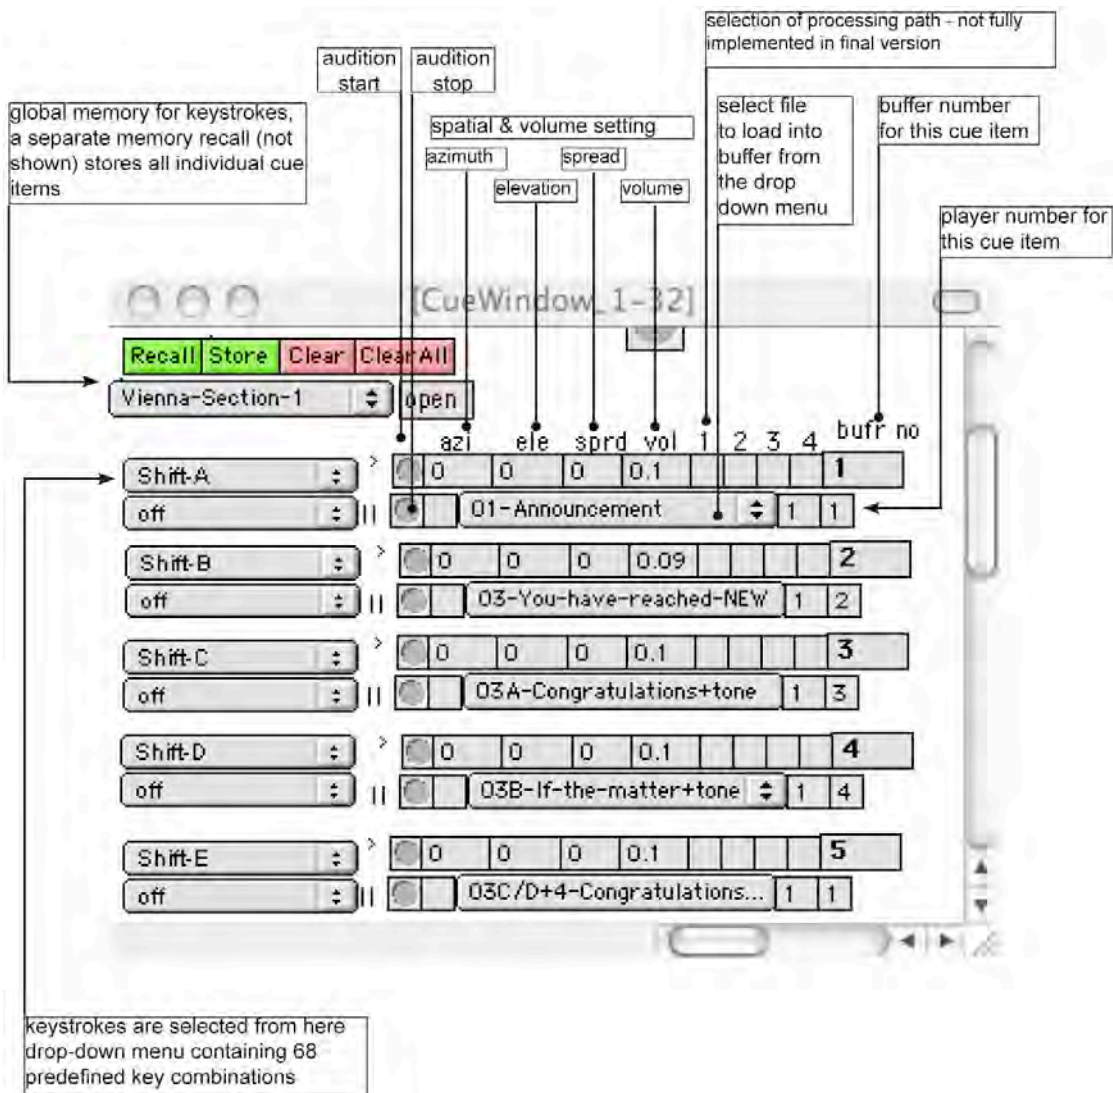 selection of processing path - not fully
implemented in final version
audition
start
audition
stop
global memory for keystrokes,
a separate memory recall (not
shown) stores all individual cue
items
spatial & volume setting
azimuth
spread
elevation
volume
select file
to load into
buffer from
the drop
down menu
buffer number
for this cue item
player number for
this cue item
[CueWindow_1-32]
Recall Store Clear ClearAll
Vienna-Section-1 open
azi ele sprd vol 1 2 3 4 bufr no
Shift-A > 0 0 0 0.1 1
off || 01-Announcement 1 1
Shift-B > 0 0 0 0.09 2
off || 03-You-have-reached-NEW 1 2
Shift-C > 0 0 0 0.1 3
off || 03A-Congratulations+tone 1 3
Shift-D > 0 0 0 0.1 4
off || 03B-If-the-matter+tone 1 4
Shift-E > 0 0 0 0.1 5
off || 03C/D+4-Congratulations... 1 1
keystrokes are selected from here
drop-down menu containing 68
predefined key combinations